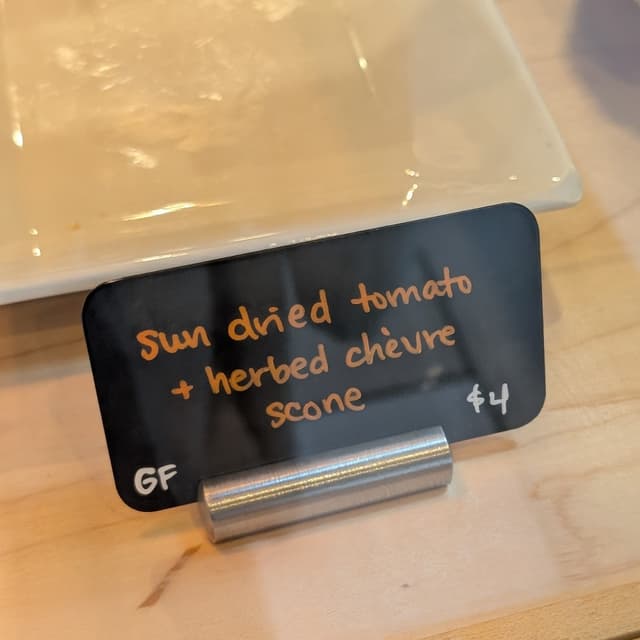 sun dried tomato
+ herbed chèvre
scone
$4
GF